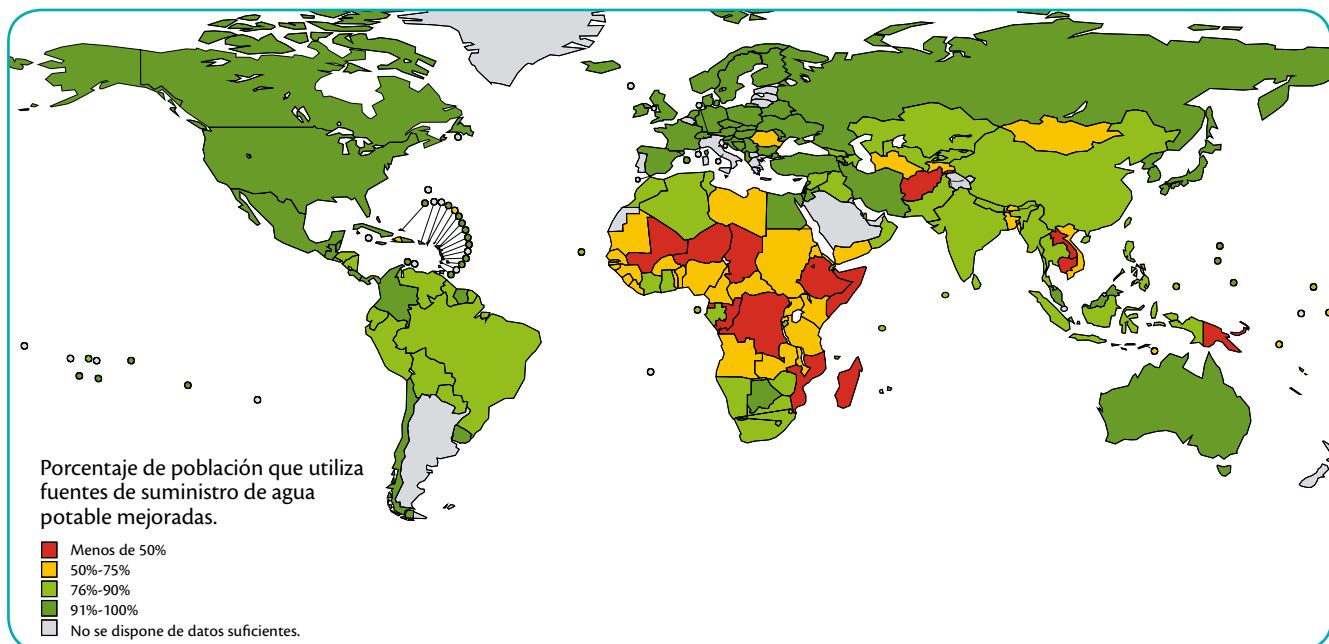 Porcentaje de población que utiliza
fuentes de suministro de agua
potable mejoradas.
Menos de 50%
50%-75%
76%-90%
91%-100%
No se dispone de datos suficientes.